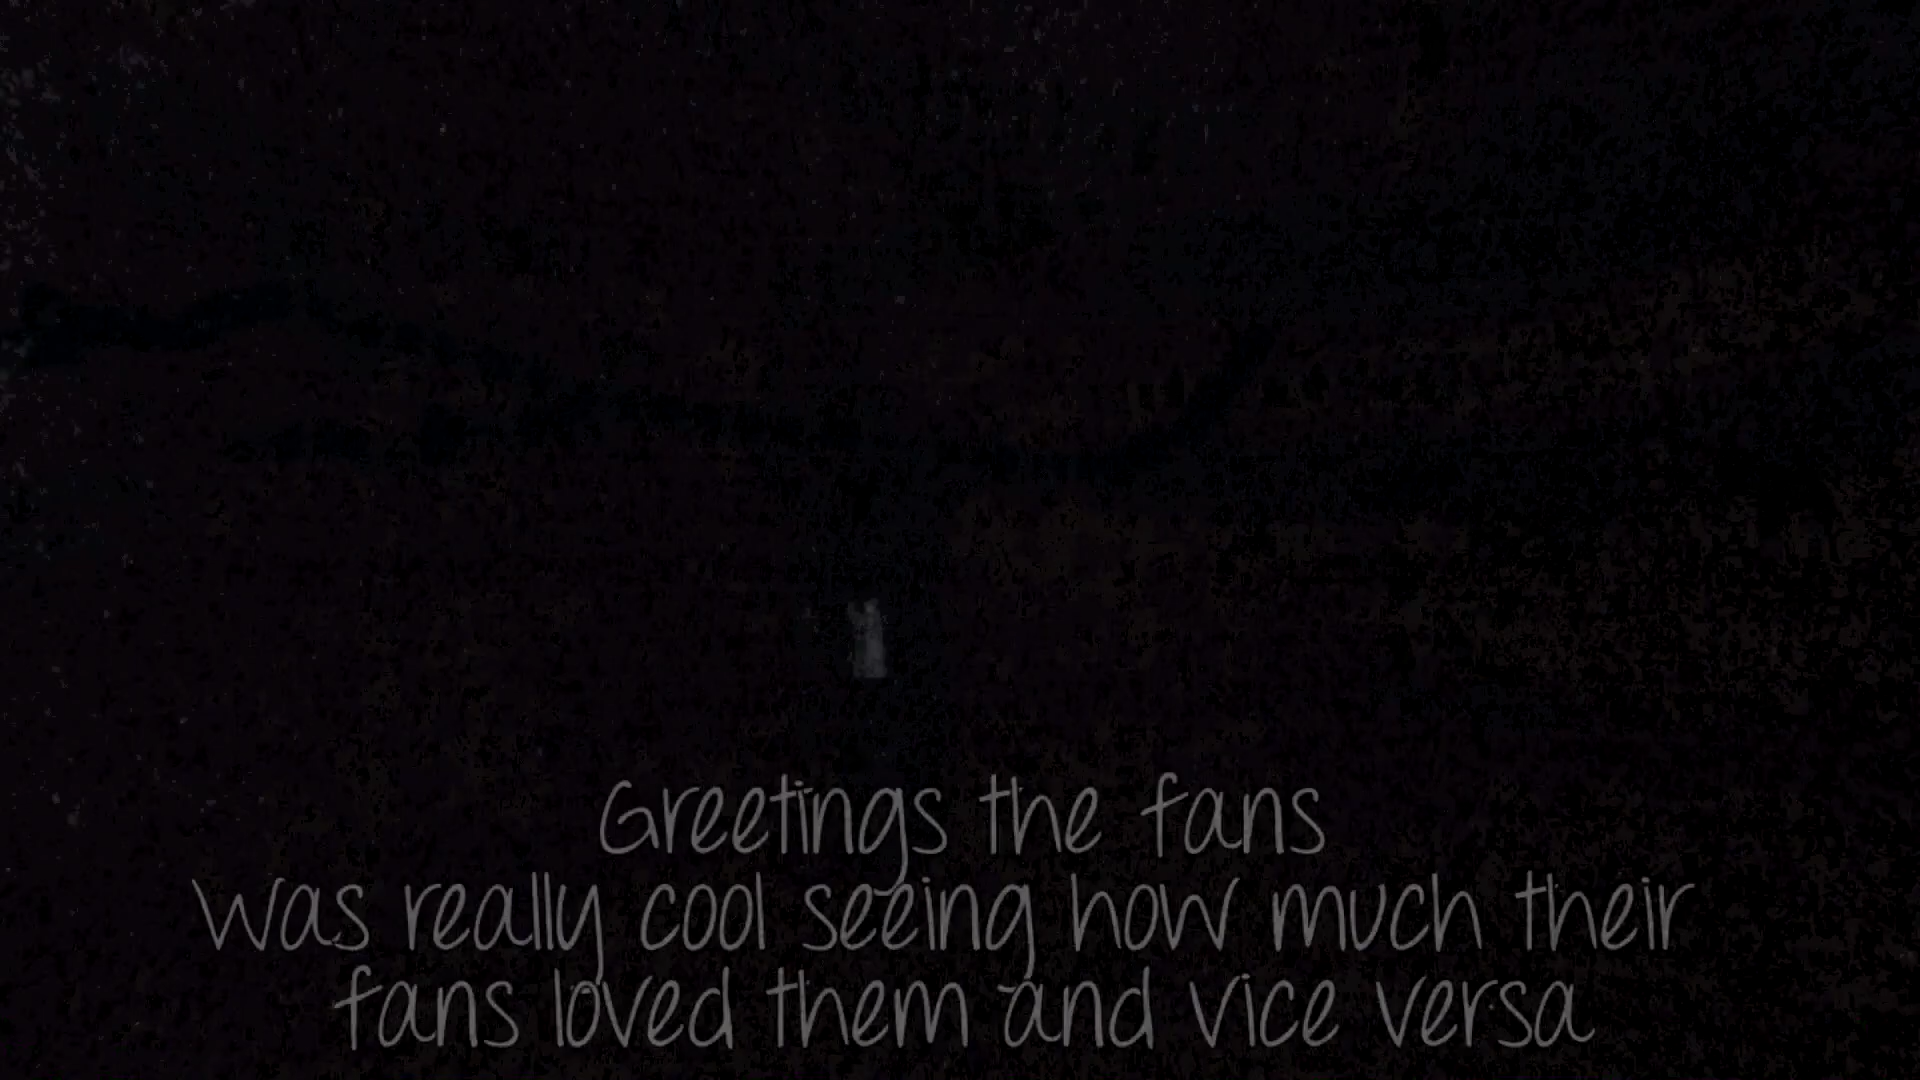 Greetings the fans
Was really cool seeing how much their
fans loved them and vice versa